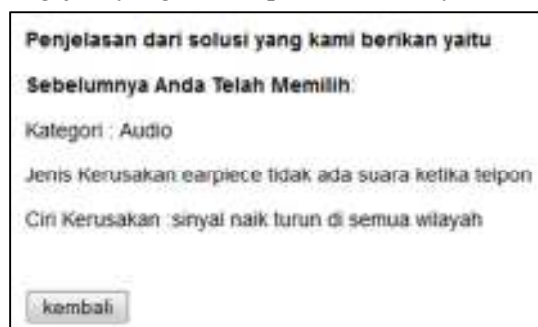 Penjelasan dari solusi yang kami berikan yaitu
Sebelumnya Anda Telah Memilih:
Kategori : Audio
Jenis Kerusakan earpiece tidak ada suara ketika telpon
Ciri Kerusakan :sinyal naik turun di semua wilayah
kembali